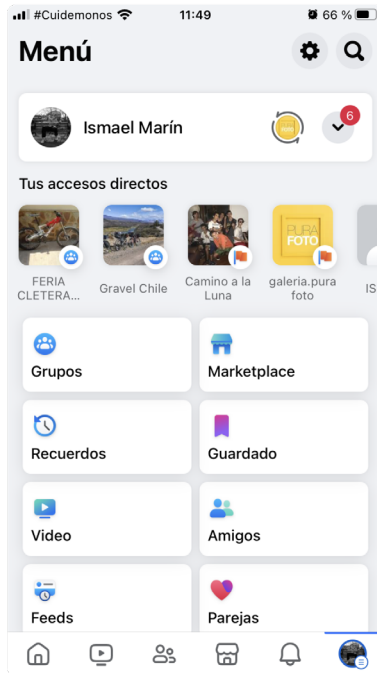 #Cuidemonos
11:49
66 %
Menú
Ismael Marín
6
Tus accesos directos
PURA
FOTO
FERIA
CLETERA...
Gravel Chile
Camino a la
Luna
galeria.pura
foto
IS
Grupos
Marketplace
Recuerdos
Guardado
Video
Amigos
Feeds
Parejas